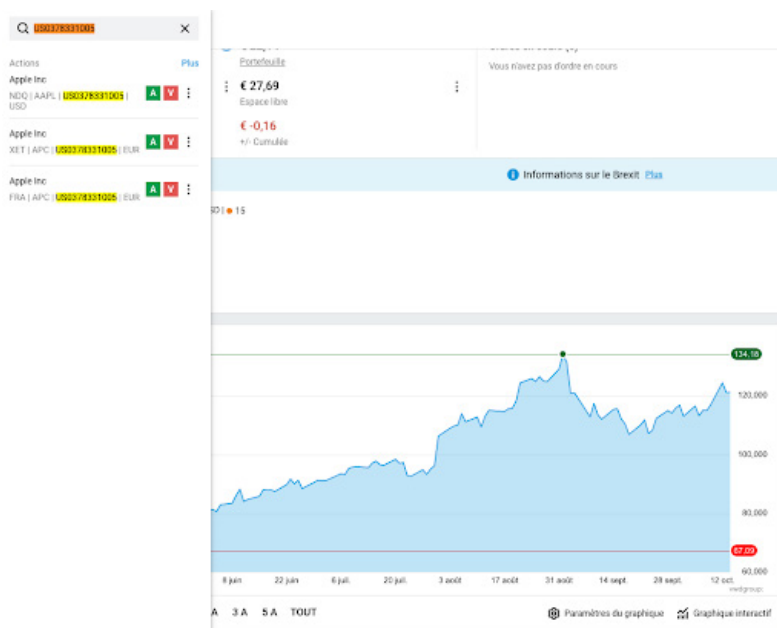 US0378331005
Actions
Plus
Apple Inc
NDQ | AAPL | US0378331005 |
USD
A V
Apple Inc
XET | APC | US0378331005 | EUR
A V
Apple Inc
FRA | APC | US0378331005 | EUR
A V
Portefeuille
€ 27,69
Espace libre
€ -0,16
+/- Cumulée
Vous n'avez pas d'ordre en cours
Informations sur le Brexit Plus
15
134,18
120,000
100,000
80,000
67,09
60,000
8 juin 22 juin 6 juil. 20 juil. 3 août 17 août 31 août 14 sept. 28 sept. 12 oct.
vwdgroup:
A 3 A 5 A TOUT
Paramètres du graphique Graphique interactif